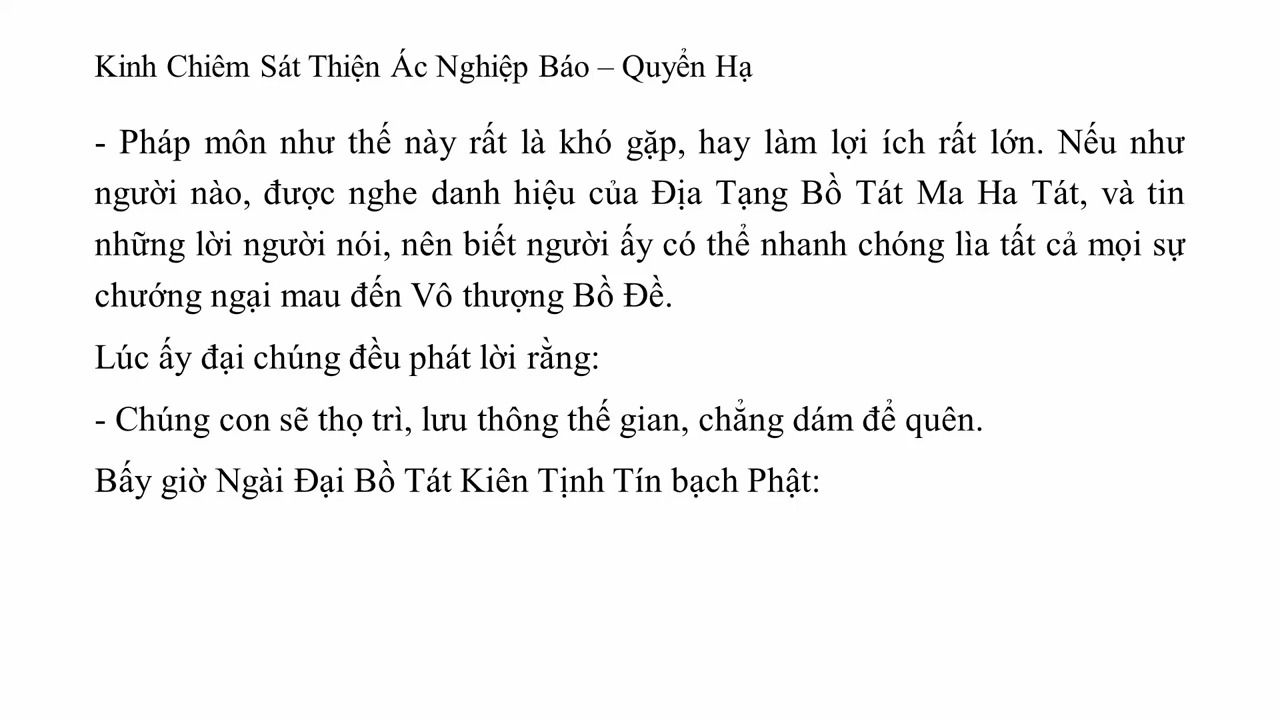 Kinh Chiêm Sát Thiện Ác Nghiệp Báo – Quyển Hạ
- Pháp môn như thế này rất là khó gặp, hay làm lợi ích rất lớn. Nếu như
người nào, được nghe danh hiệu của Địa Tạng Bồ Tát Ma Ha Tát, và tin
những lời người nói, nên biết người ấy có thể nhanh chóng lìa tất cả mọi sự
chướng ngại mau đến Vô thượng Bồ Đề.
Lúc ấy đại chúng đều phát lời rằng:
- Chúng con sẽ thọ trì, lưu thông thế gian, chẳng dám để quên.
Bấy giờ Ngài Đại Bồ Tát Kiên Tịnh Tín bạch Phật: